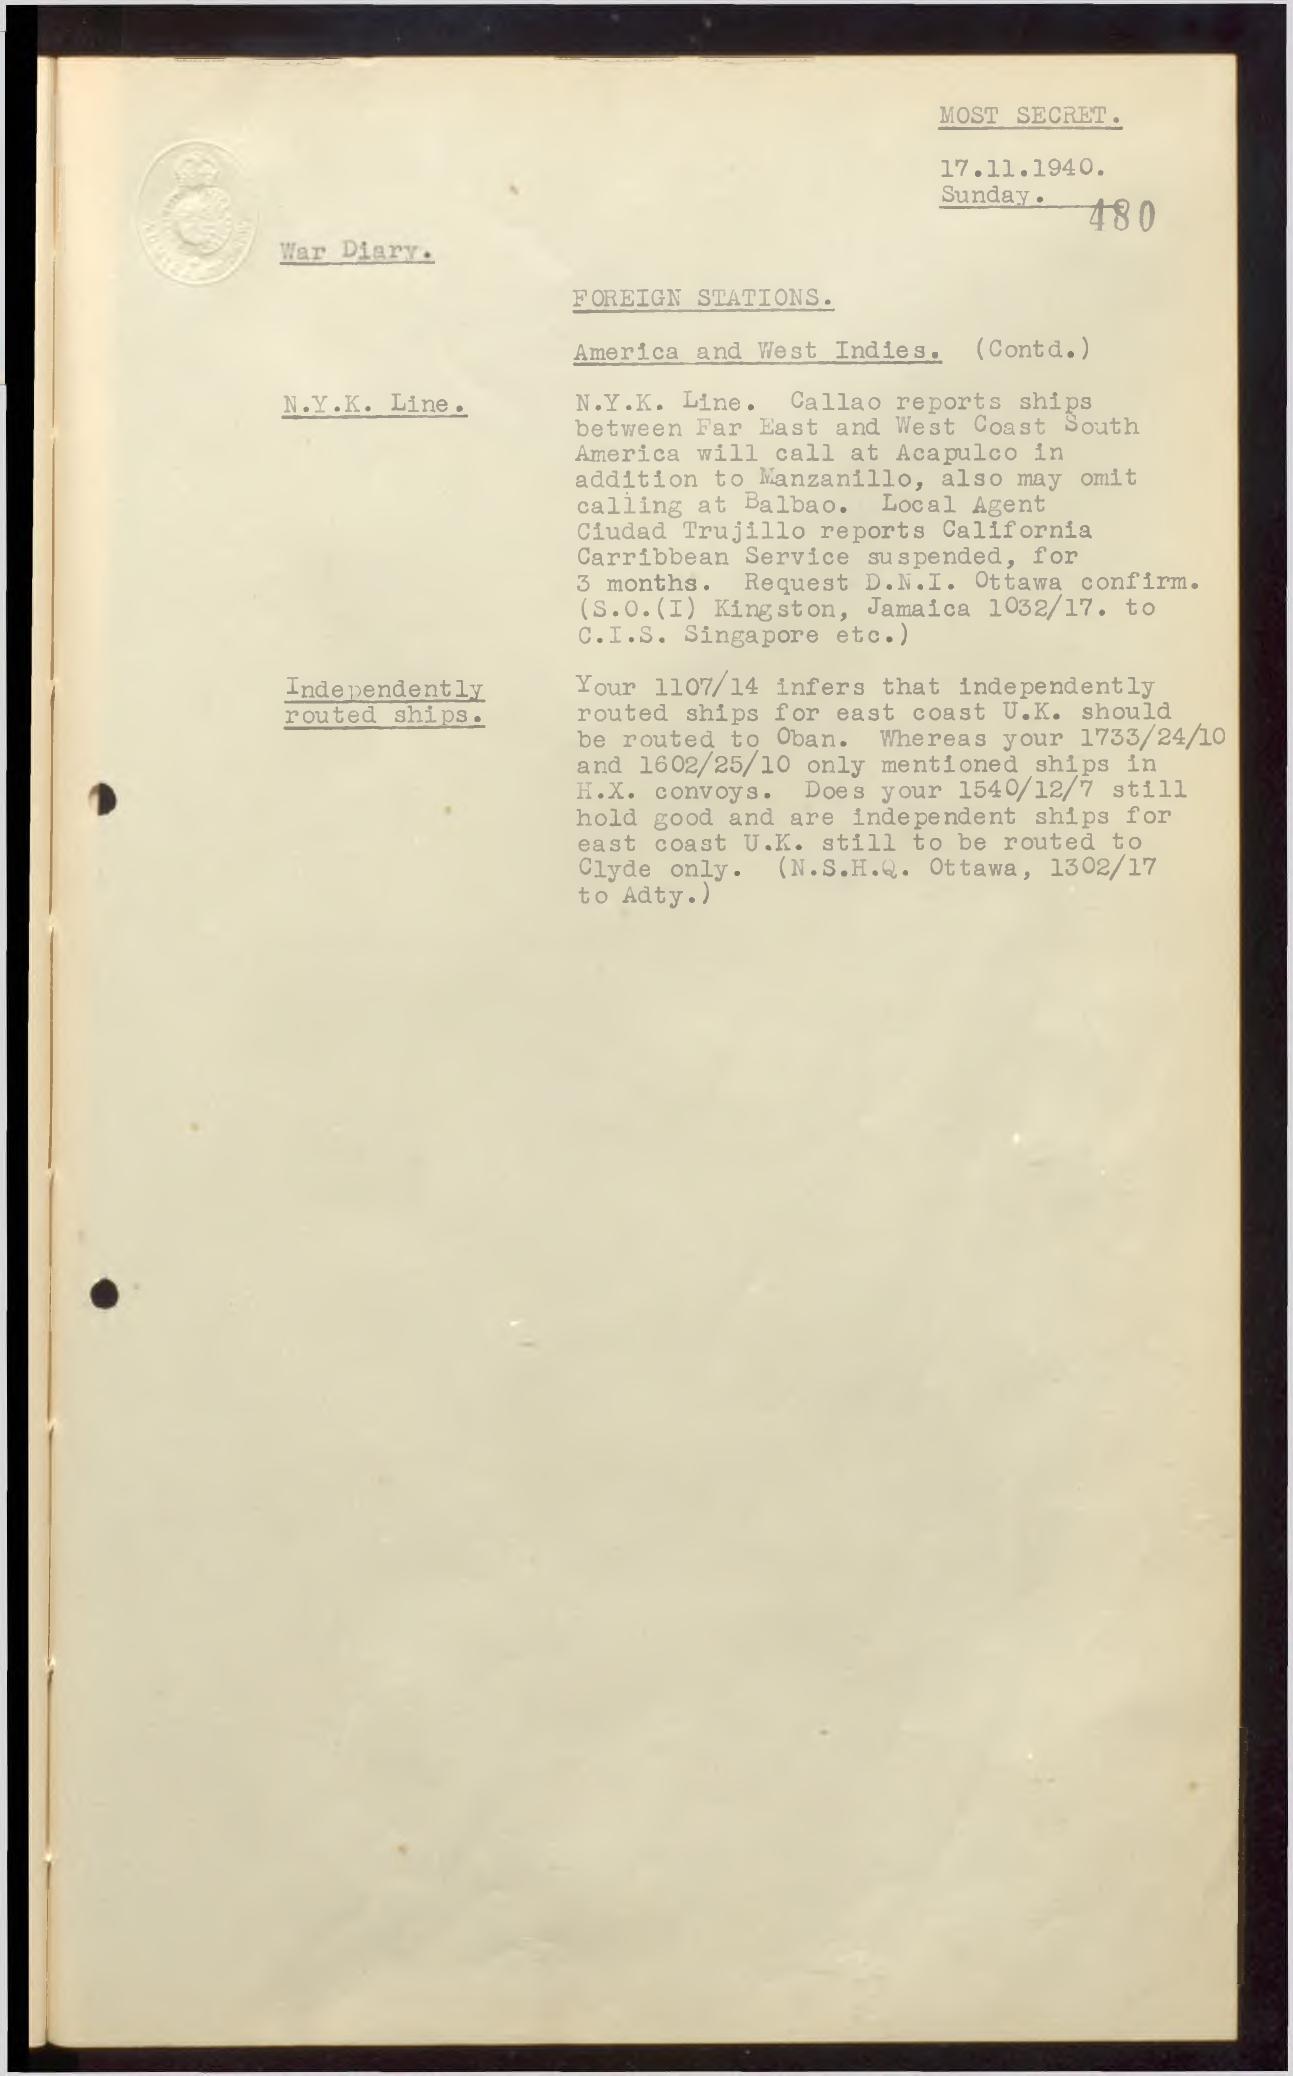 MOST SECRET.
17.11.1940.
Sunday.
480
War Diary.
FOREIGN STATIONS.
America and West Indies. (Contd.)
N.Y.K. Line.
N.Y.K. Line. Callao reports ships
between Far East and West Coast South
America will call at Acapulco in
addition to Manzanillo, also may omit
calling at Balbao. Local Agent
Ciudad Trujillo reports California
Carribbean Service suspended, for
3 months. Request D.N.I. Ottawa confirm.
(S.O.(I) Kingston, Jamaica 1032/17. to
C.I.S. Singapore etc.)
Independently
routed ships.
Your 1107/14 infers that independently
routed ships for east coast U.K. should
be routed to Oban. Whereas your 1733/24/10
and 1602/25/10 only mentioned ships in
H.X. convoys. Does your 1540/12/7 still
hold good and are independent ships for
east coast U.K. still to be routed to
Clyde only. (N.S.H.Q. Ottawa, 1302/17
to Adty.)